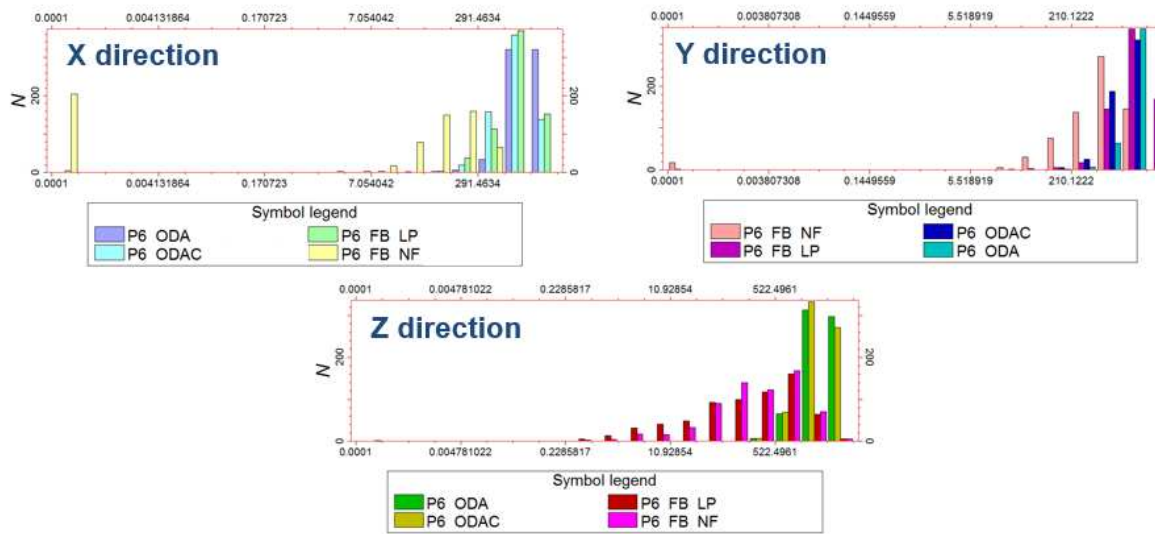 0.0001 0.004131864 0.170723 7.054042 291.4634
X direction
N
200 200
0 0
0.0001 0.004131864 0.170723 7.054042 291.4634
Symbol legend
P6 ODA P6 FB LP
P6 ODAC P6 FB NF
0.0001 0.003807308 0.1449559 5.518919 210.1222
Y direction
N
200
0
0.0001 0.003807308 0.1449559 5.518919 210.1222
Symbol legend
P6 FB NF P6 ODAC
P6 FB LP P6 ODA
0.0001 0.004781022 0.2285817 10.92854 522.4961
Z direction
N
200 200
0 0
0.0001 0.004781022 0.2285817 10.92854 522.4961
Symbol legend
P6 ODA P6 FB LP
P6 ODAC P6 FB NF